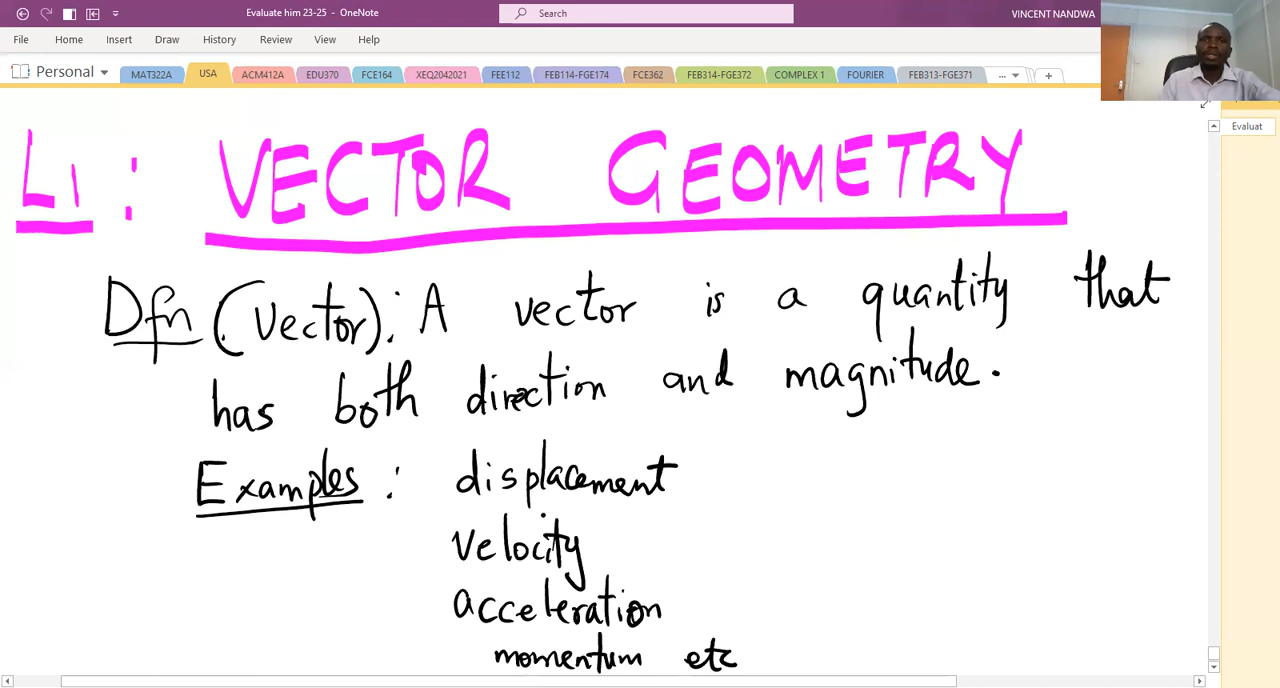 Evaluate him 23-25 - OneNote
Search
VINCENT NANDWA
File Home Insert Draw History Review View Help
Personal MAT322A USA ACM412A EDU370 FCE164 XEQ2042021 FEE112 FEB114-FGE174 FCE362 FEB314-FGE372 COMPLEX 1 FOURIER FEB313-FGE371 ... +
Evaluat
L1: VECTOR GEOMETRY
Dfn (Vector): A vector is a quantity that
has both direction and magnitude.
Examples: displacement
velocity
acceleration
momentum etc